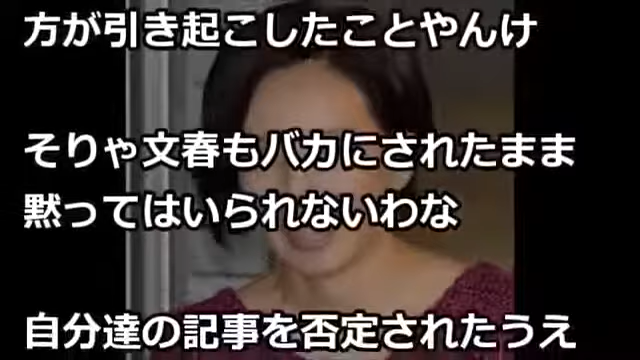 方が引き起こしたことやんけ
そりゃ文春もバカにされたまま
黙ってはいられないわな
自分達の記事を否定されたうえ